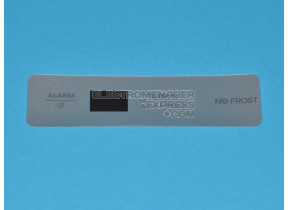 ALARM
ELECTROMENAGER
EXPRESS
.COM
NO FROST